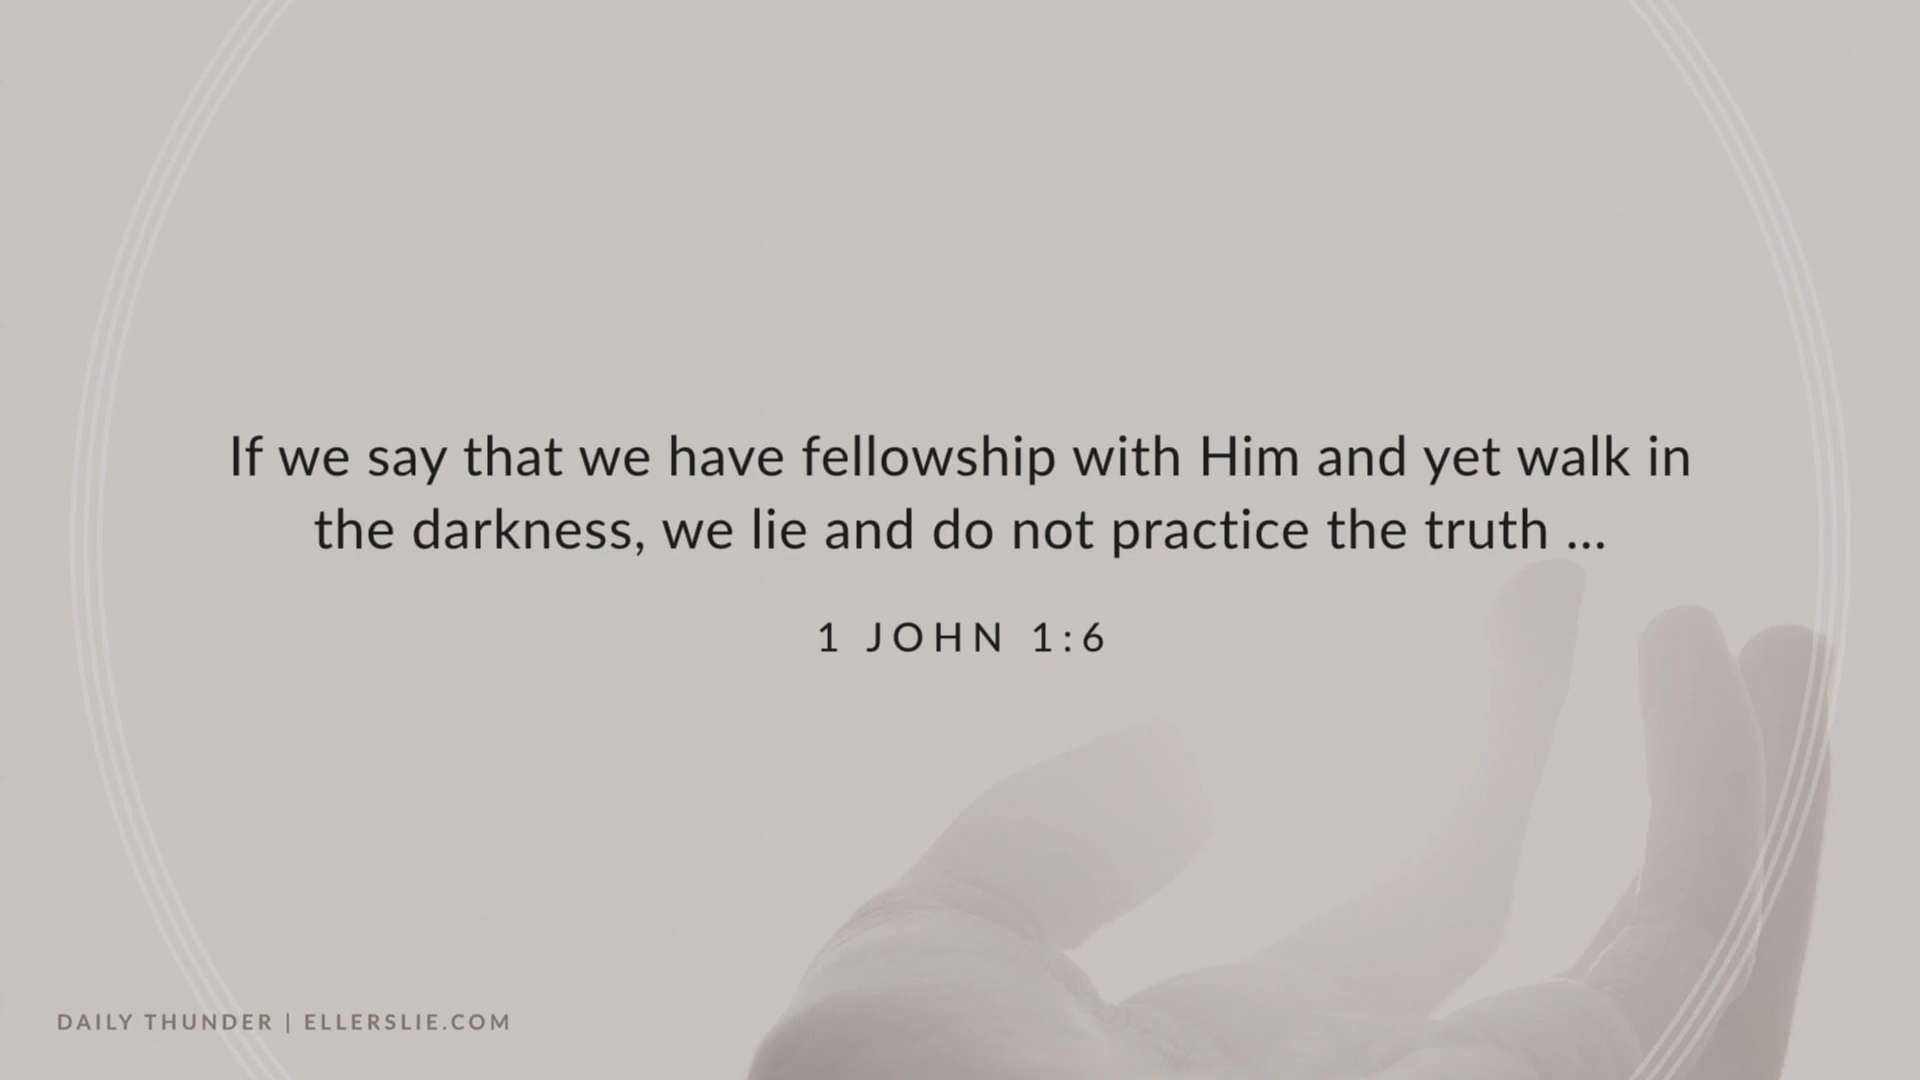 If we say that we have fellowship with Him and yet walk in
the darkness, we lie and do not practice the truth ...
1 JOHN 1:6
DAILY THUNDER | ELLERSLIE.COM